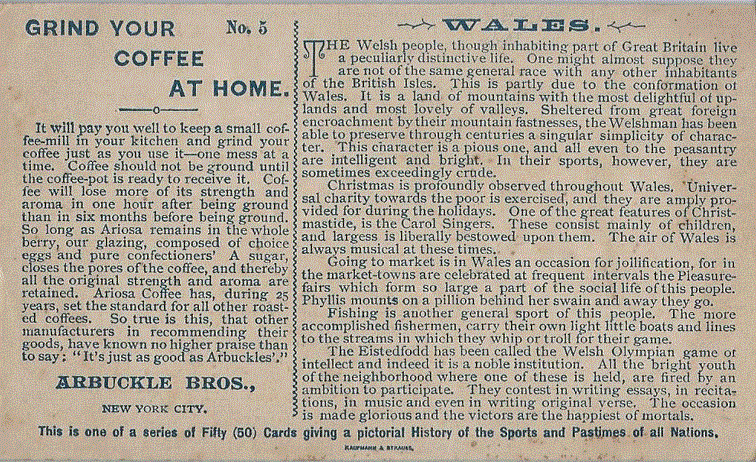 GRIND YOUR No. 5
COFFEE
AT HOME.
It will pay you well to keep a small cof-
fee-mill in your kitchen and grind your
coffee just as you use it—one mess at a
time. Coffee should not be ground until
the coffee-pot is ready to receive it. Cof-
fee will lose more of its strength and
aroma in one hour after being ground
than in six months before being ground.
So long as Ariosa remains in the whole
berry, our glazing, composed of choice
eggs and pure confectioners' A sugar,
closes the pores of the coffee, and thereby
all the original strength and aroma are
retained. Ariosa Coffee has, during 25
years, set the standard for all other roast-
ed coffees. So true is this, that other
manufacturers in recommending their
goods, have known no higher praise than
to say: "It's just as good as Arbuckles'."
ARBUCKLE BROS.,
NEW YORK CITY.
WALES.
THE Welsh people, though inhabiting part of Great Britain live
a peculiarly distinctive life. One might almost suppose they
are not of the same general race with any other inhabitants
of the British Isles. This is partly due to the conformation of
Wales. It is a land of mountains with the most delightful of up-
lands and most lovely of valleys. Sheltered from great foreign
encroachment by their mountain fastnesses, the Welshman has been
able to preserve through centuries a singular simplicity of charac-
ter. This character is a pious one, and all even to the peasantry
are intelligent and bright. In their sports, however, they are
sometimes exceedingly crude.
Christmas is profoundly observed throughout Wales. Univer-
sal charity towards the poor is exercised, and they are amply pro-
vided for during the holidays. One of the great features of Christ-
mastide, is the Carol Singers. These consist mainly of children,
and largess is liberally bestowed upon them. The air of Wales is
always musical at these times.
Going to market is in Wales an occasion for jollification, for in
the market-towns are celebrated at frequent intervals the Pleasure-
fairs which form so large a part of the social life of this people.
Phyllis mounts on a pillion behind her swain and away they go.
Fishing is another general sport of this people. The more
accomplished fishermen, carry their own light little boats and lines
to the streams in which they whip or troll for their game.
The Eistedfodd has been called the Welsh Olympian game of
intellect and indeed it is a noble institution. All the bright youth
of the neighborhood where one of these is held, are fired by an
ambition to participate. They contest in writing essays, in recita-
tions, in music and even in writing original verse. The occasion
is made glorious and the victors are the happiest of mortals.
This is one of a series of Fifty (50) Cards giving a pictorial History of the Sports and Pastimes of all Nations.
KAUFMANN & STRAUSS,